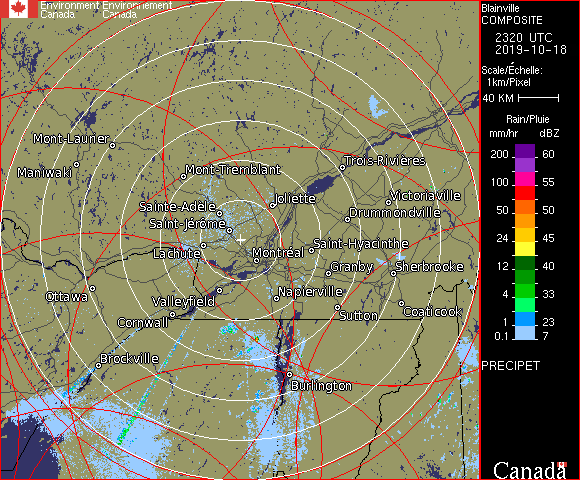 Environment Environnement
Canada Canada
Blainville
COMPOSITE
2320 UTC
2019-10-18
Scale/Échelle:
1km/Pixel
40 KM
Rain/Pluie
mm/hr dBZ
200 60
150 55
100 55
50 50
24 45
12 40
4 33
1 23
0.1 7
PRECIPET
Canada
Mont-Laurier
Maniwaki
Mont-Tremblant
Trois-Rivières
Joliette
Victoriaville
Sainte-Adèle
Drummondville
Saint-Jérôme
Saint-Hyacinthe
Lachute
Montréal
Granby
Sherbrooke
Ottawa
Valleyfield
Napierville
Sutton
Coaticook
Cornwall
Brockville
Burlington